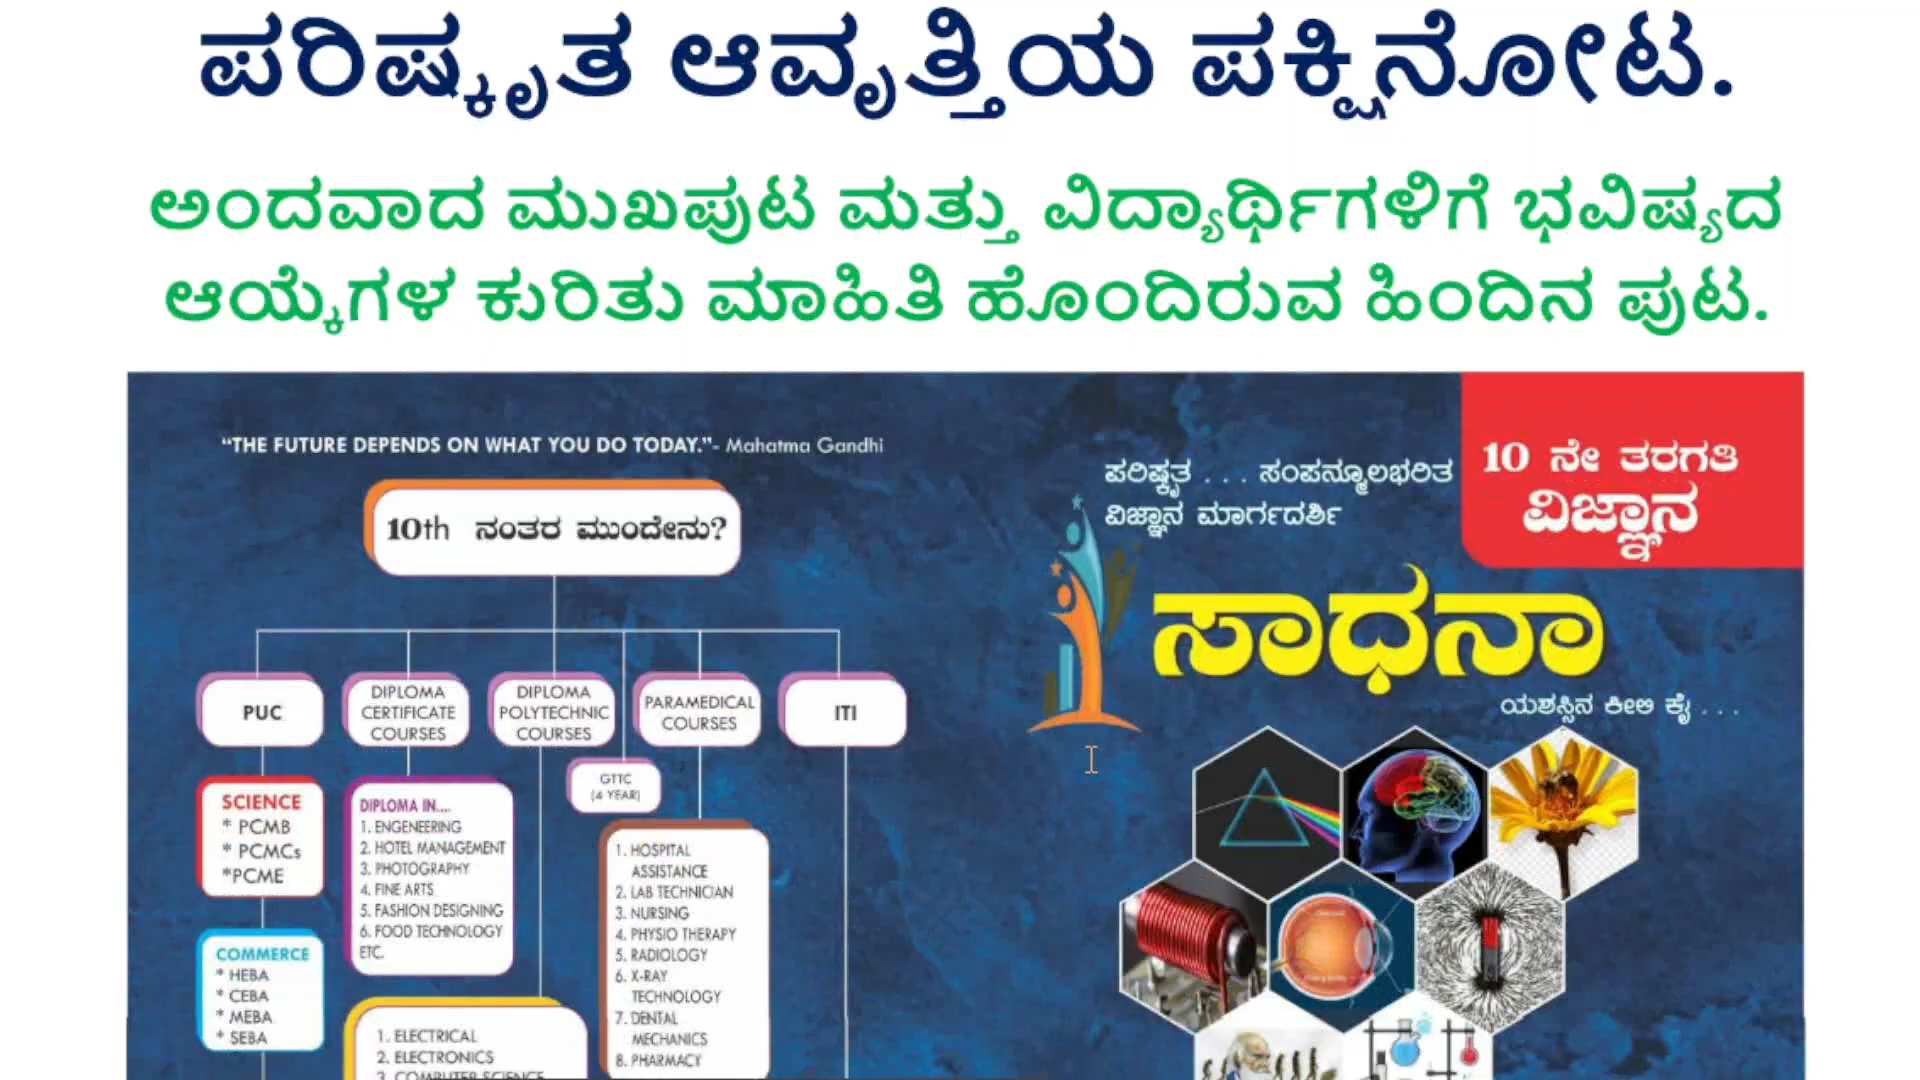 ಪರಿಷ್ಕೃತ ಆವೃತ್ತಿಯ ಪಕ್ಷಿನೋಟ.
ಅಂದವಾದ ಮುಖಪುಟ ಮತ್ತು ವಿದ್ಯಾರ್ಥಿಗಳಿಗೆ ಭವಿಷ್ಯದ
ಆಯ್ಕೆಗಳ ಕುರಿತು ಮಾಹಿತಿ ಹೊಂದಿರುವ ಹಿಂದಿನ ಪುಟ.
“THE FUTURE DEPENDS ON WHAT YOU DO TODAY.”- Mahatma Gandhi
10th ನಂತರ ಮುಂದೇನು?
PUC
DIPLOMA
CERTIFICATE
COURSES
DIPLOMA
POLYTECHNIC
COURSES
PARAMEDICAL
COURSES
ITI
GTTC
(4 YEAR)
SCIENCE
* PCMB
* PCMCs
*PCME
COMMERCE
* HEBA
* CEBA
* MEBA
* SEBA
DIPLOMA IN....
1. ENGENEERING
2. HOTEL MANAGEMENT
3. PHOTOGRAPHY
4. FINE ARTS
5. FASHION DESIGNING
6. FOOD TECHNOLOGY
ETC.
1. ELECTRICAL
2. ELECTRONICS
3. COMPUTER SCIENCE
1. HOSPITAL
ASSISTANCE
2. LAB TECHNICIAN
3. NURSING
4. PHYSIO THERAPY
5. RADIOLOGY
6. X-RAY
TECHNOLOGY
7. DENTAL
MECHANICS
8. PHARMACY
ಪರಿಷ್ಕೃತ . . . ಸಂಪನ್ಮೂಲಭರಿತ
ವಿಜ್ಞಾನ ಮಾರ್ಗದರ್ಶಿ
10 ನೇ ತರಗತಿ
ವಿಜ್ಞಾನ
ಸಾಧನಾ
ಯಶಸ್ಸಿನ ಕೀಲಿ ಕೈ . . .